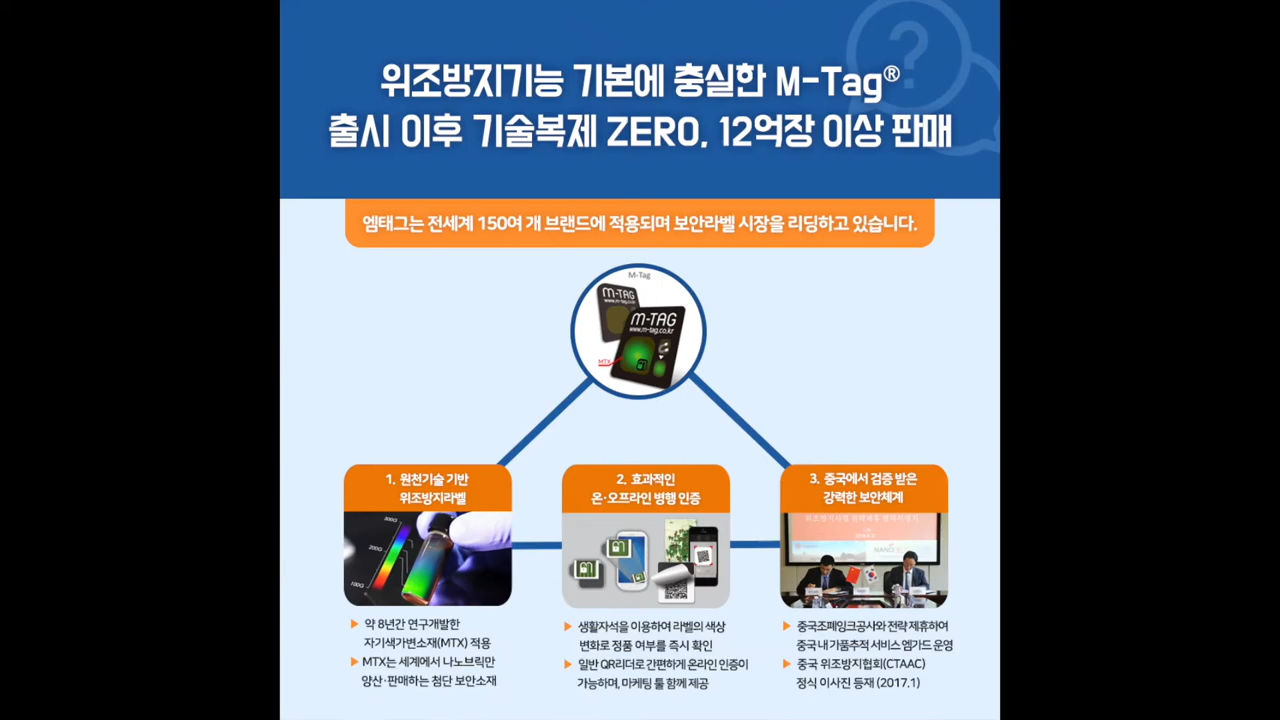 위조방지기능 기본에 충실한 M-Tag®
출시 이후 기술복제 ZERO, 12억장 이상 판매
엠태그는 전세계 150여 개 브랜드에 적용되며 보안라벨 시장을 리딩하고 있습니다.
M-Tag
M-TAG
www.m-tag.co.kr
M-TAG
www.m-tag.co.kr
MTX
1. 원천기술 기반
위조방지라벨
300G
200G
100G
약 8년간 연구개발한
자기색가변소재(MTX) 적용
MTX는 세계에서 나노브릭만
양산·판매하는 첨단 보안소재
2. 효과적인
온·오프라인 병행 인증
생활자석을 이용하여 라벨의 색상
변화로 정품 여부를 즉시 확인
일반 QR리더로 간편하게 온라인 인증이
가능하며, 마케팅 툴 함께 제공
3. 중국에서 검증 받은
강력한 보안체계
중국조폐잉크공사와 전략 제휴하여
중국 내 가품추적 서비스 엠가드 운영
중국 위조방지협회(CTAAC)
정식 이사진 등재 (2017.1)